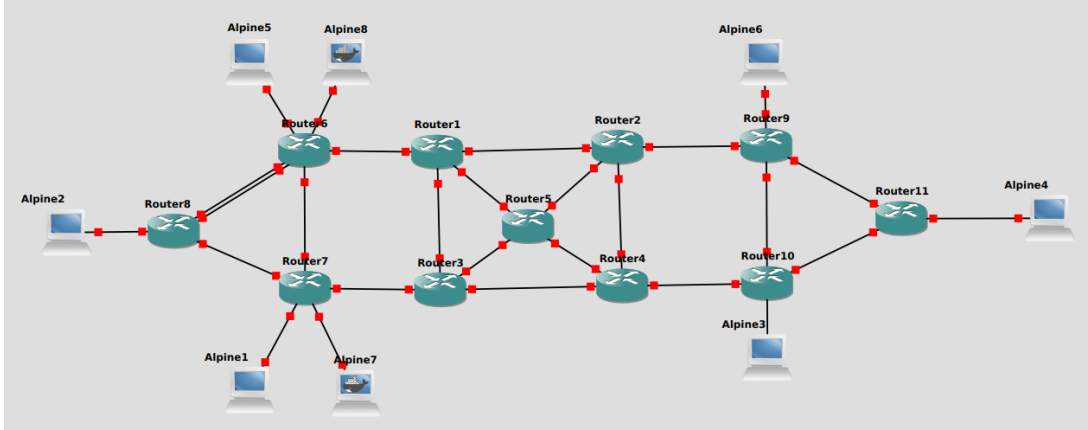 Alpine5
Alpine8
Alpine6
Router6
Router1
Router2
Router9
Alpine2
Router8
Router5
Router11
Alpine4
Router7
Router3
Router4
Router10
Alpine3
Alpine1
Alpine7